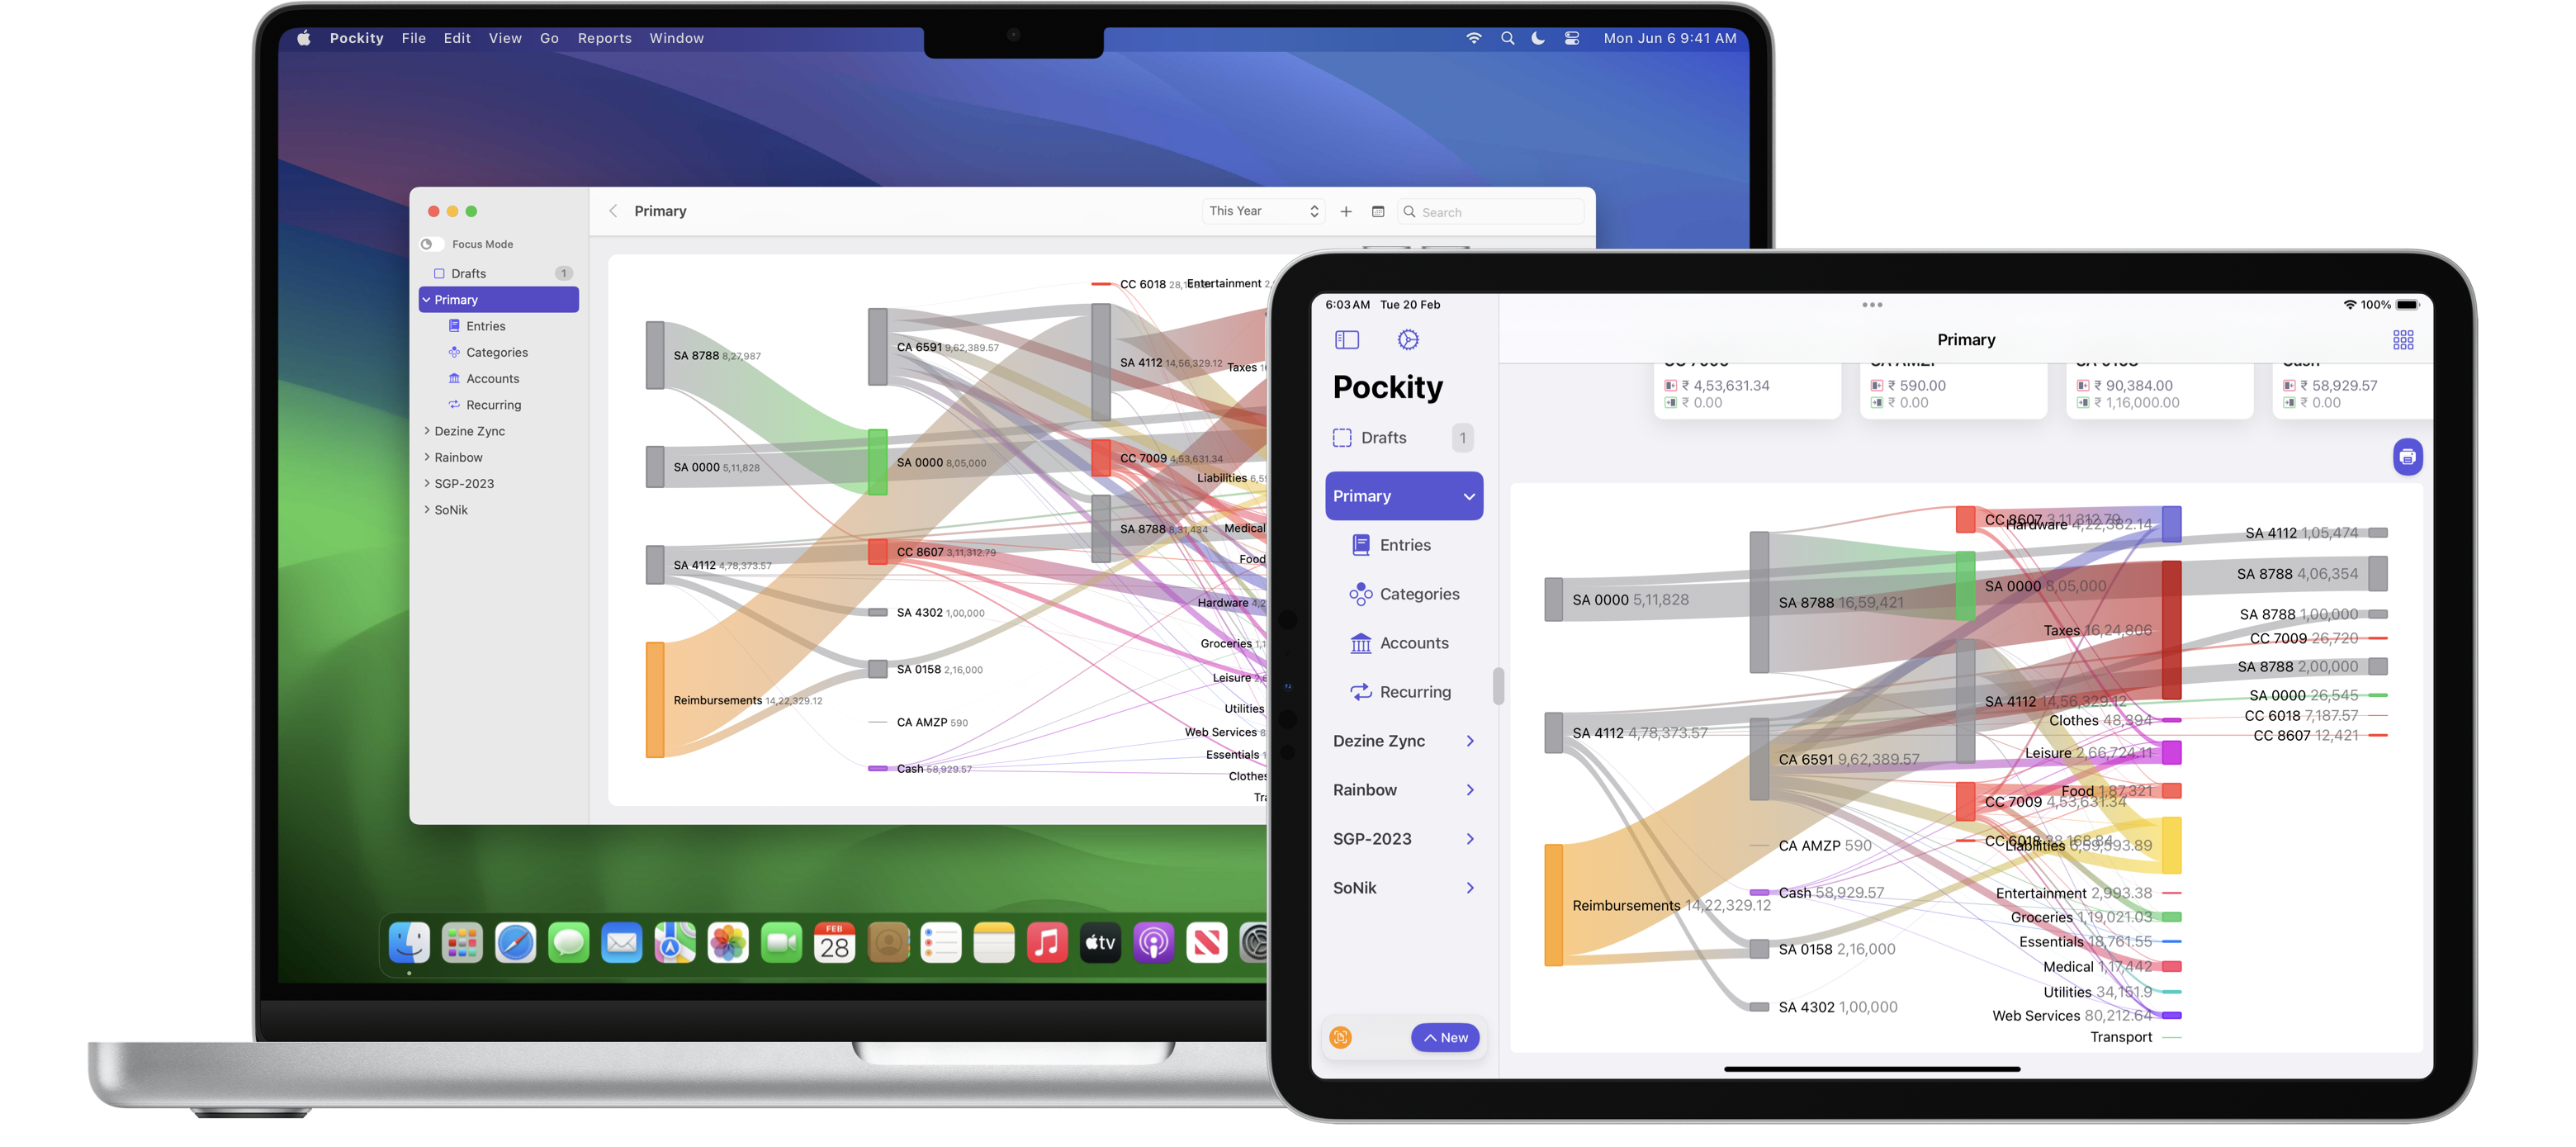 Pockity File Edit View Go Reports Window
Mon Jun 6 9:41 AM
Primary
This Year
Search
Focus Mode
Drafts 1
Primary
Entries
Categories
Accounts
Recurring
Dezine Zync
Rainbow
SGP-2023
SoNik
SA 8788 8,27,987
SA 0000 5,11,828
SA 4112 4,78,373.57
Reimbursements 14,22,329.12
CA 6591 9,62,389.57
SA 0000 8,05,000
CC 8607 3,11,312.79
SA 4302 1,00,000
SA 0158 2,16,000
CA AMZP 590
Cash 58,929.57
CC 6018
Entertainment 2,
SA 4112 14,56,329.12
Taxes
CC 7009 4,53,631.34
Liabilities
SA 8788 8,31,434
Medical
Food
Hardware
Groceries
Leisure
Utilities
Web Services
Essentials
Clothes
FEB
28
tv
6:03 AM Tue 20 Feb
100%
Primary
Pockity
Drafts 1
Primary
Entries
Categories
Accounts
Recurring
Dezine Zync
Rainbow
SGP-2023
SoNik
New
₹ 4,53,631.34
₹ 0.00
₹ 590.00
₹ 0.00
₹ 90,384.00
₹ 1,16,000.00
₹ 58,929.57
₹ 0.00
SA 0000 5,11,828
SA 4112 4,78,373.57
Reimbursements 14,22,329.12
SA 8788 16,59,421
CA 6591 9,62,389.57
CA AMZP 590
Cash 58,929.57
SA 0158 2,16,000
SA 4302 1,00,000
CC 8607 3,11,312.79
Hardware 4,22,382.14
SA 0000 8,05,000
Taxes 16,24,806
SA 4112 14,56,329.12
Clothes 48,394
Leisure 2,66,724.11
Food 1,87,321
CC 7009 4,53,631.34
CC 6018
Liabilities
Entertainment 2,993.38
Groceries 1,19,021.03
Essentials 18,761.55
Medical 1,17,442
Utilities 34,151.9
Web Services 80,212.64
Transport
SA 4112 1,05,474
SA 8788 4,06,354
SA 8788 1,00,000
CC 7009 26,720
SA 8788 2,00,000
SA 0000 26,545
CC 6018 7,187.57
CC 8607 12,421